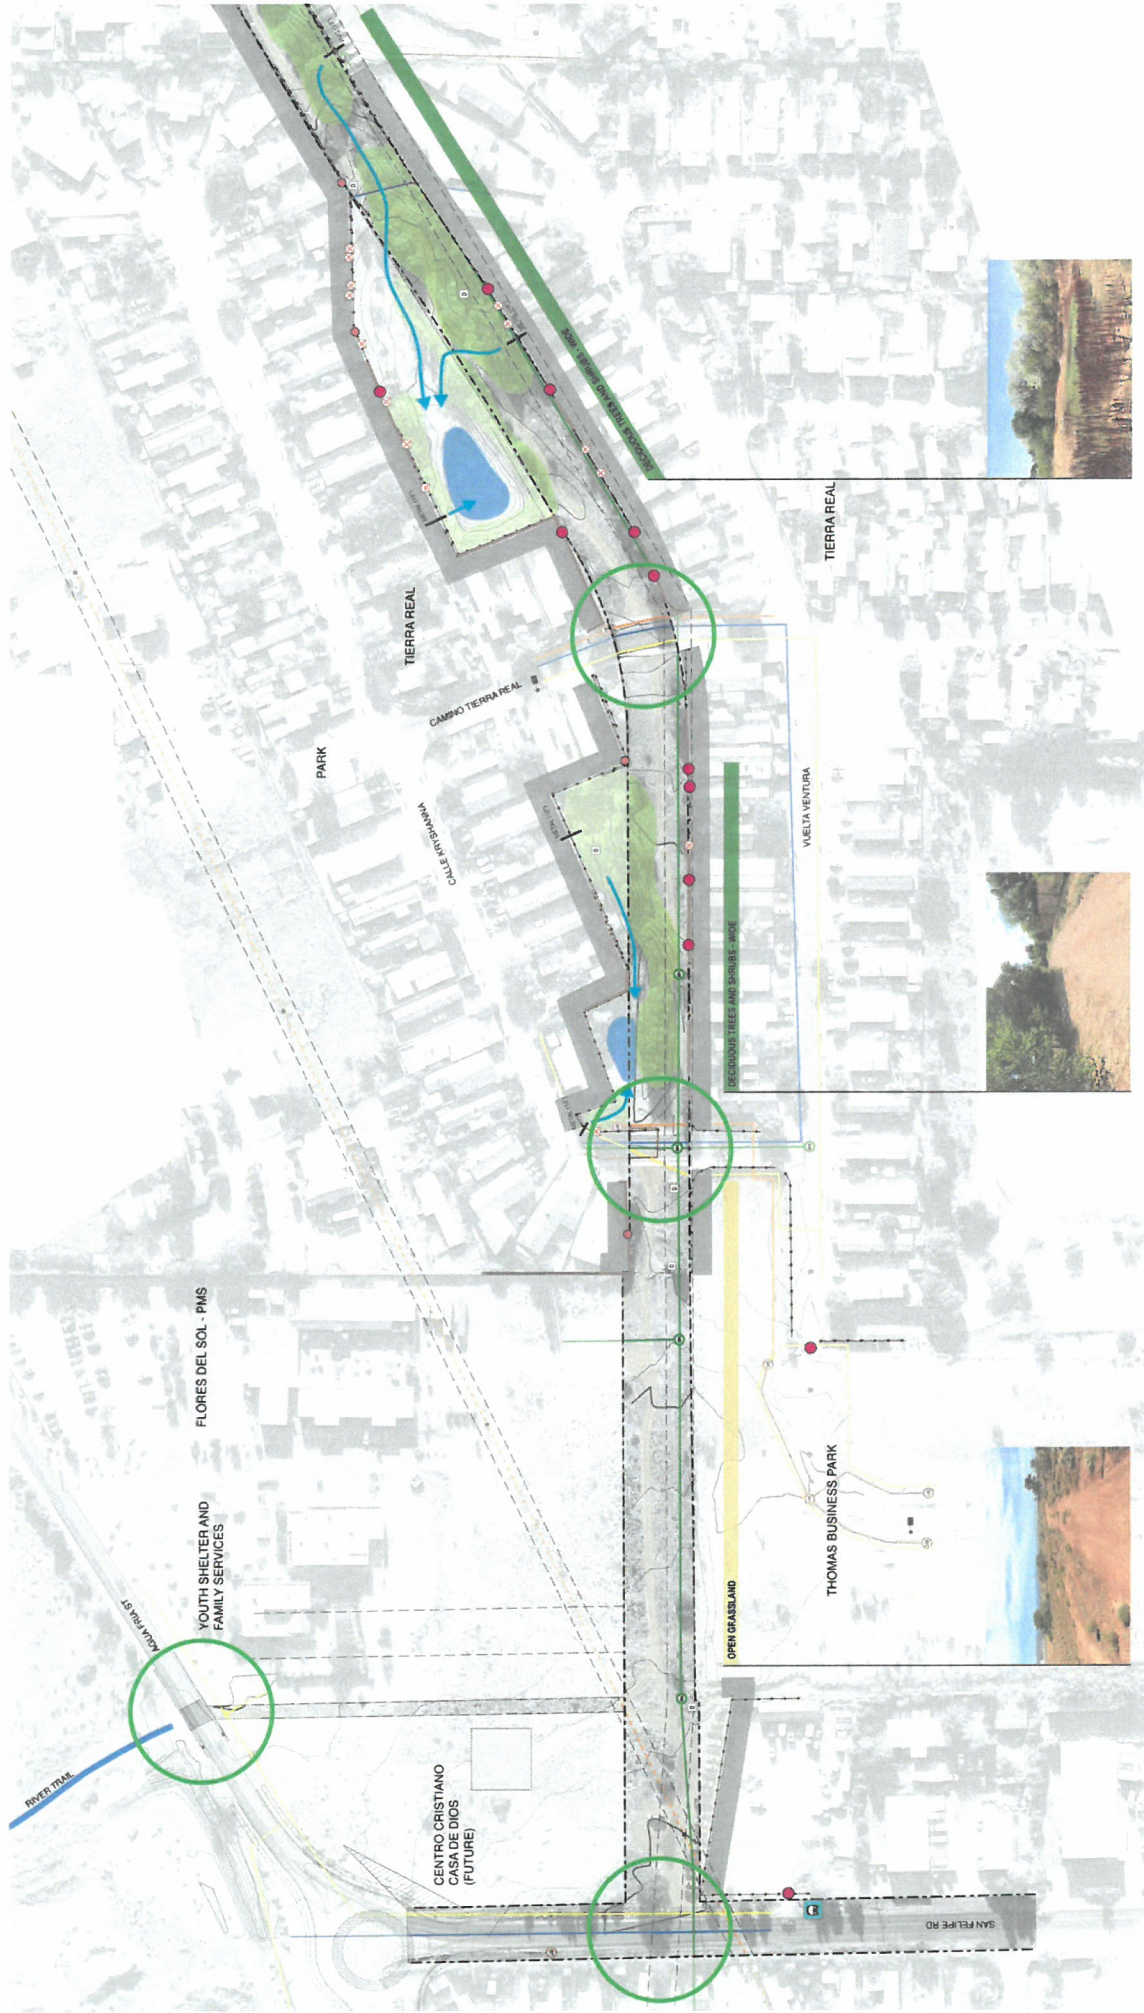 RIVER TRAIL
AGUA FRIA ST
YOUTH SHELTER AND
FAMILY SERVICES
FLORES DEL SOL - PMS
CENTRO CRISTIANO
CASA DE DIOS
(FUTURE)
PARK
CALLE KRYSHANNA
TIERRA REAL
CAMINO TIERRA REAL
DECIDUOUS TREES AND SHRUBS - WIDE
TIERRA REAL
VUELTA VENTURA
DECIDUOUS TREES AND SHRUBS - WIDE
OPEN GRASSLAND
THOMAS BUSINESS PARK
SAN FELIPE RD